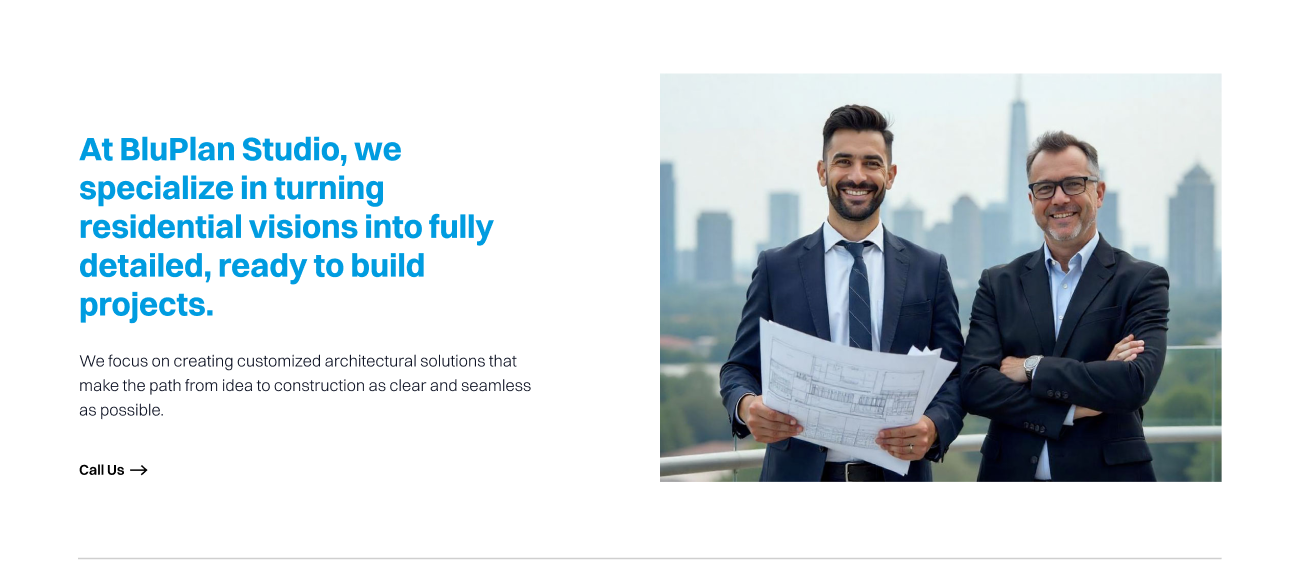 At BluPlan Studio, we
specialize in turning
residential visions into fully
detailed, ready to build
projects.
We focus on creating customized architectural solutions that
make the path from idea to construction as clear and seamless
as possible.
Call Us →